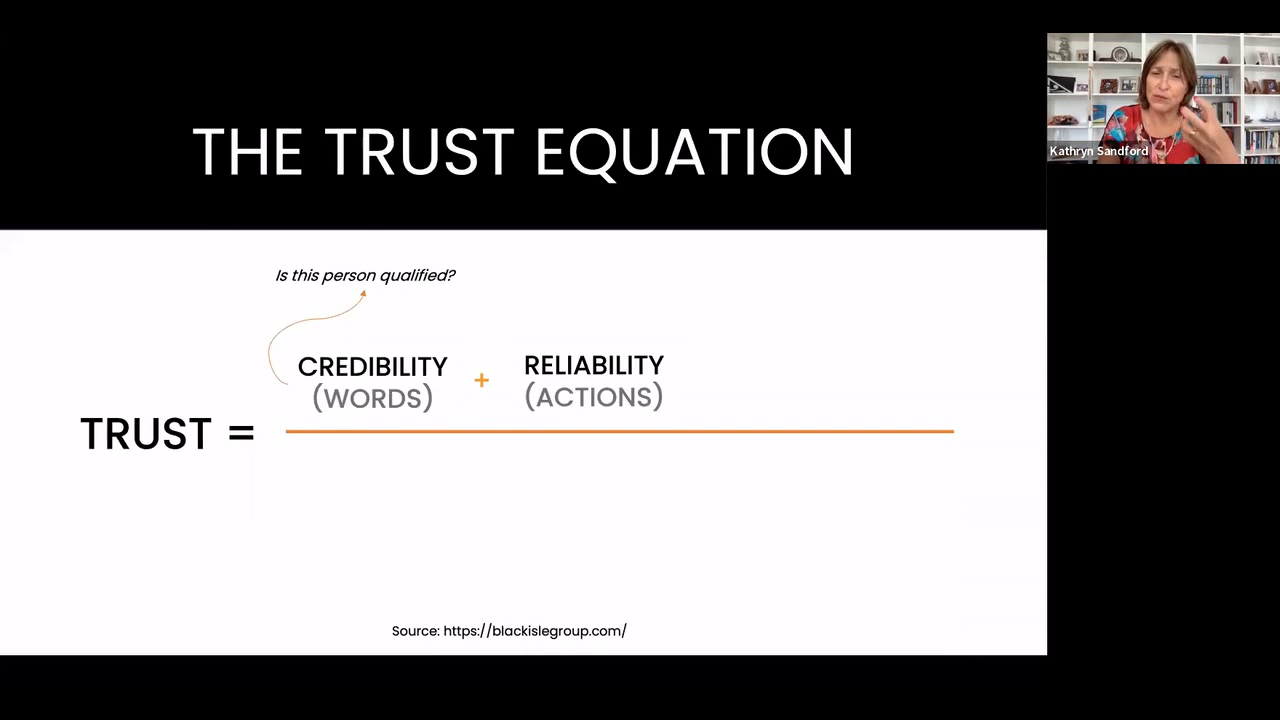 THE TRUST EQUATION
Kathryn Sandford
Is this person qualified?
CREDIBILITY + RELIABILITY
(WORDS) (ACTIONS)
TRUST =
Source: https://blackislegroup.com/